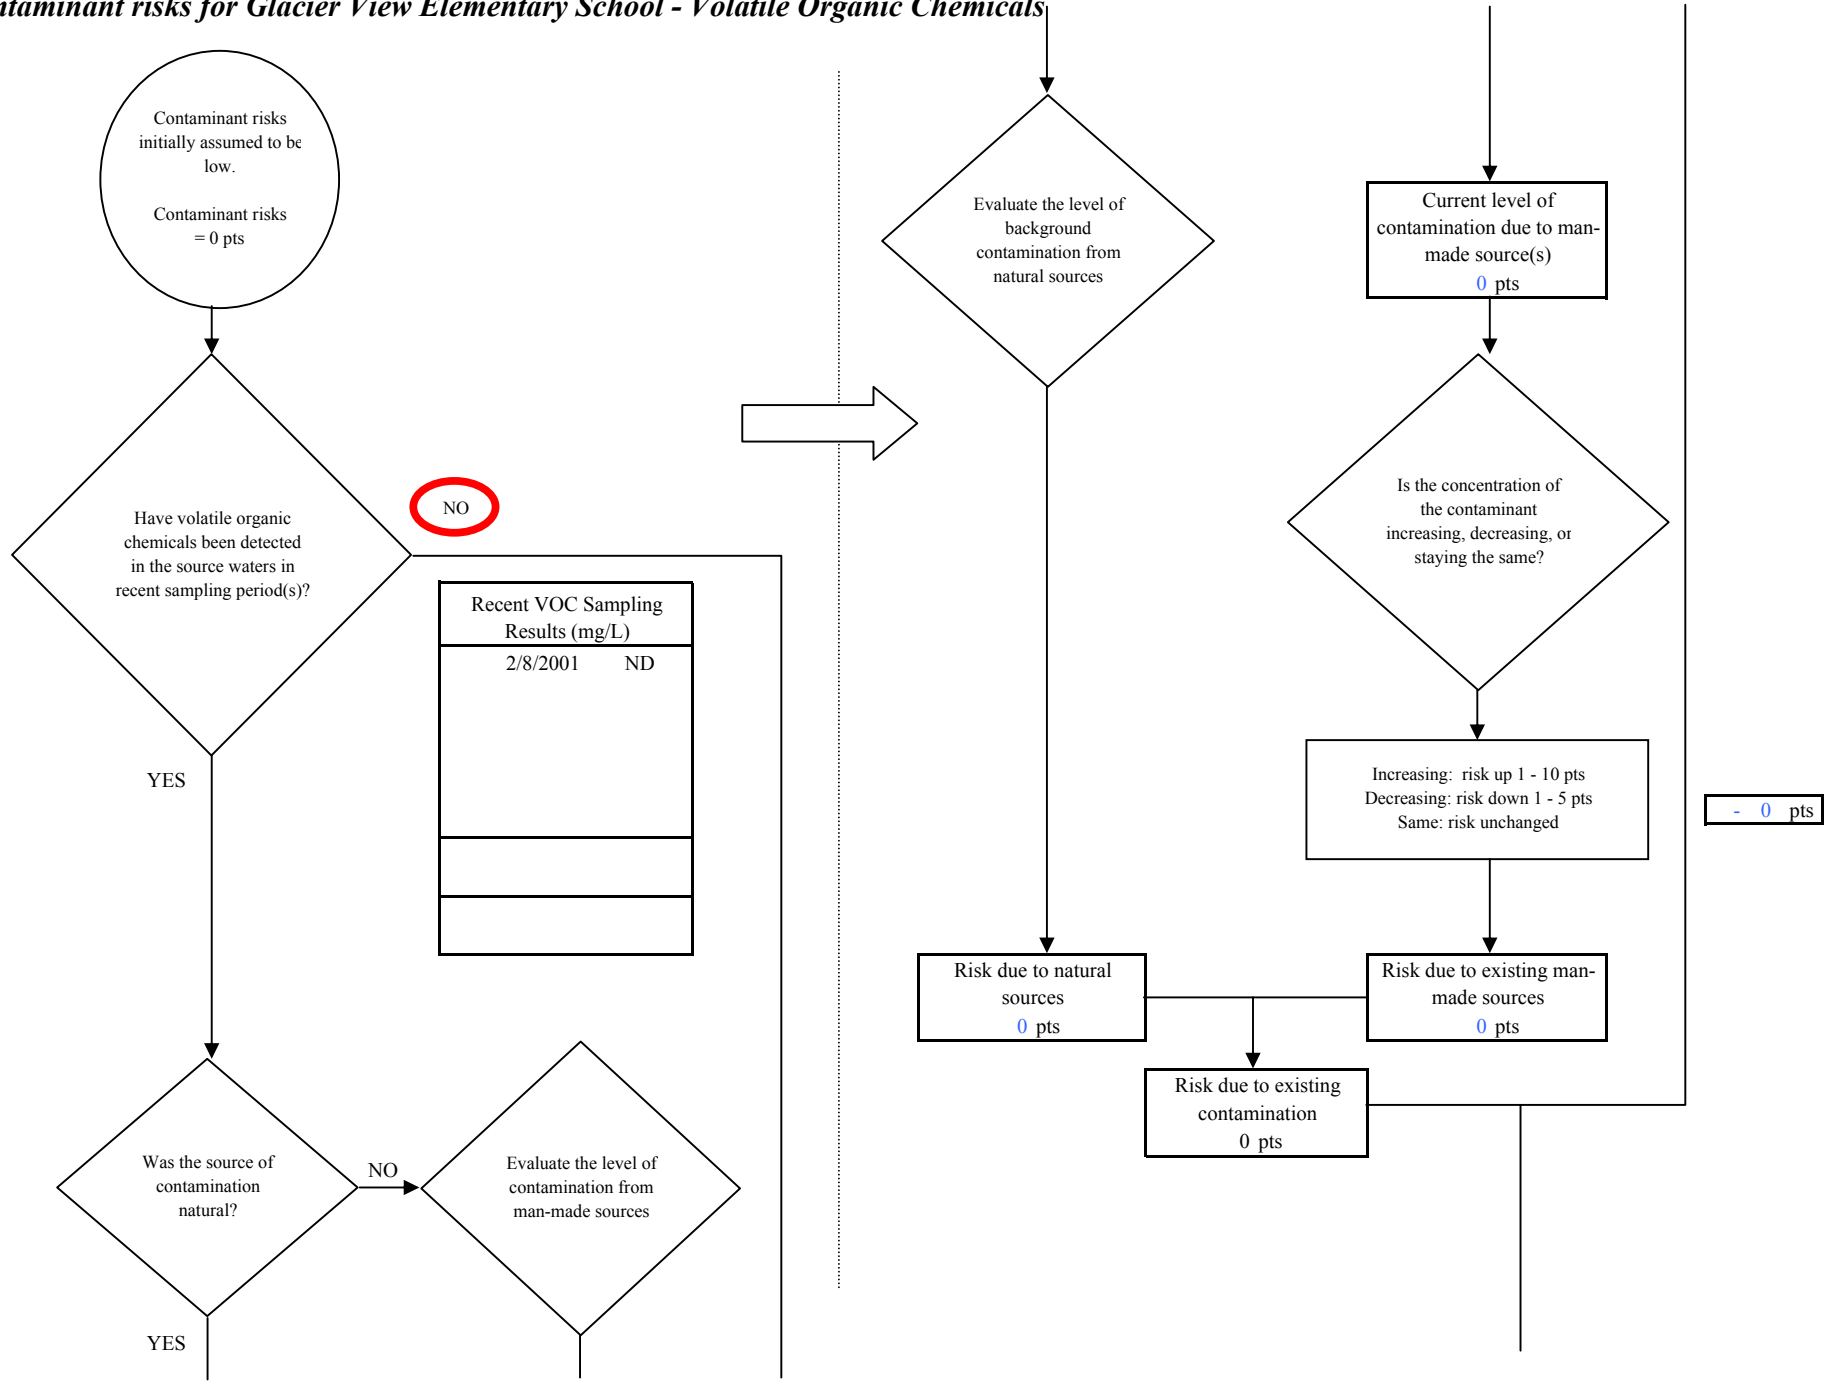 ntaminant risks for Glacier View Elementary School - Volatile Organic Chemicals
Contaminant risks
initially assumed to be
low.
Contaminant risks
= 0 pts
Have volatile organic
chemicals been detected
in the source waters in
recent sampling period(s)?
NO
Recent VOC Sampling
Results (mg/L)
2/8/2001 ND
YES
Was the source of
contamination
natural?
NO
Evaluate the level of
contamination from
man-made sources
YES
Evaluate the level of
background
contamination from
natural sources
Current level of
contamination due to man-
made source(s)
0 pts
Is the concentration of
the contaminant
increasing, decreasing, or
staying the same?
Increasing: risk up 1 - 10 pts
Decreasing: risk down 1 - 5 pts
Same: risk unchanged
- 0 pts
Risk due to natural
sources
0 pts
Risk due to existing man-
made sources
0 pts
Risk due to existing
contamination
0 pts